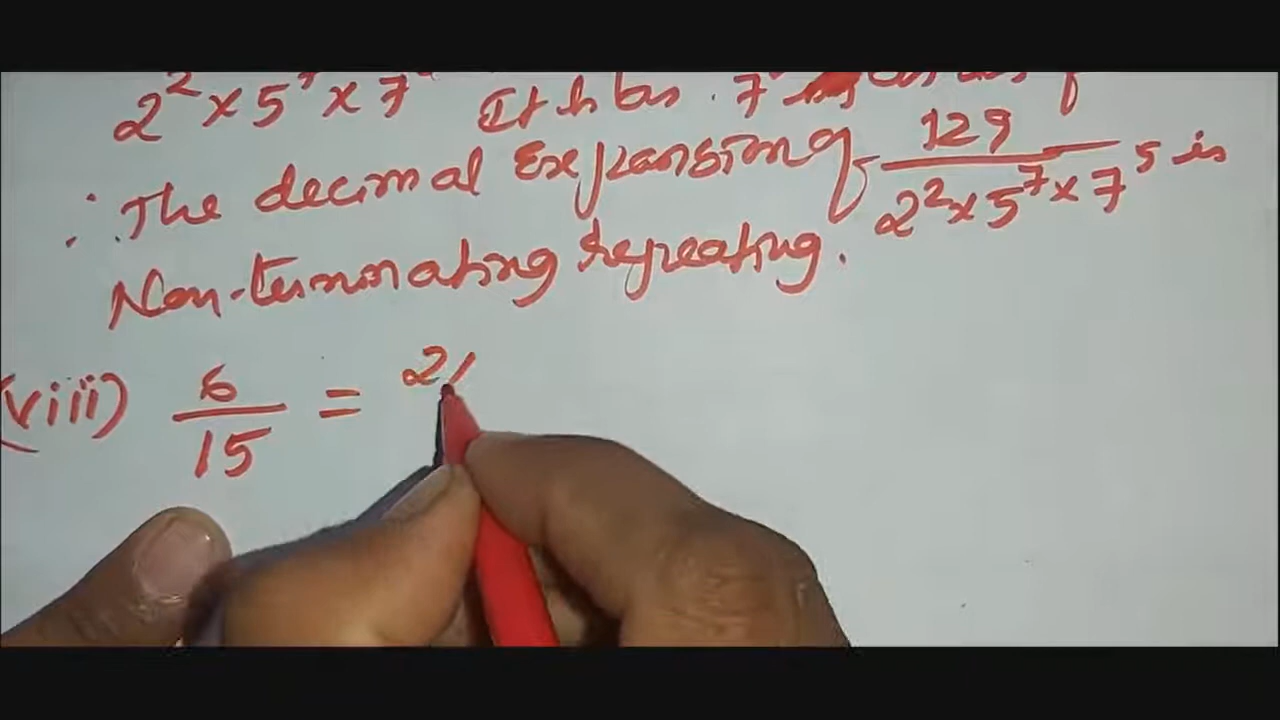 2² × 5⁷ × 7 It has 7
∴ The decimal Expansion of 129 / 2² × 5⁷ × 7⁵ is
Non-terminating repeating.
(viii) 6/15 = 2